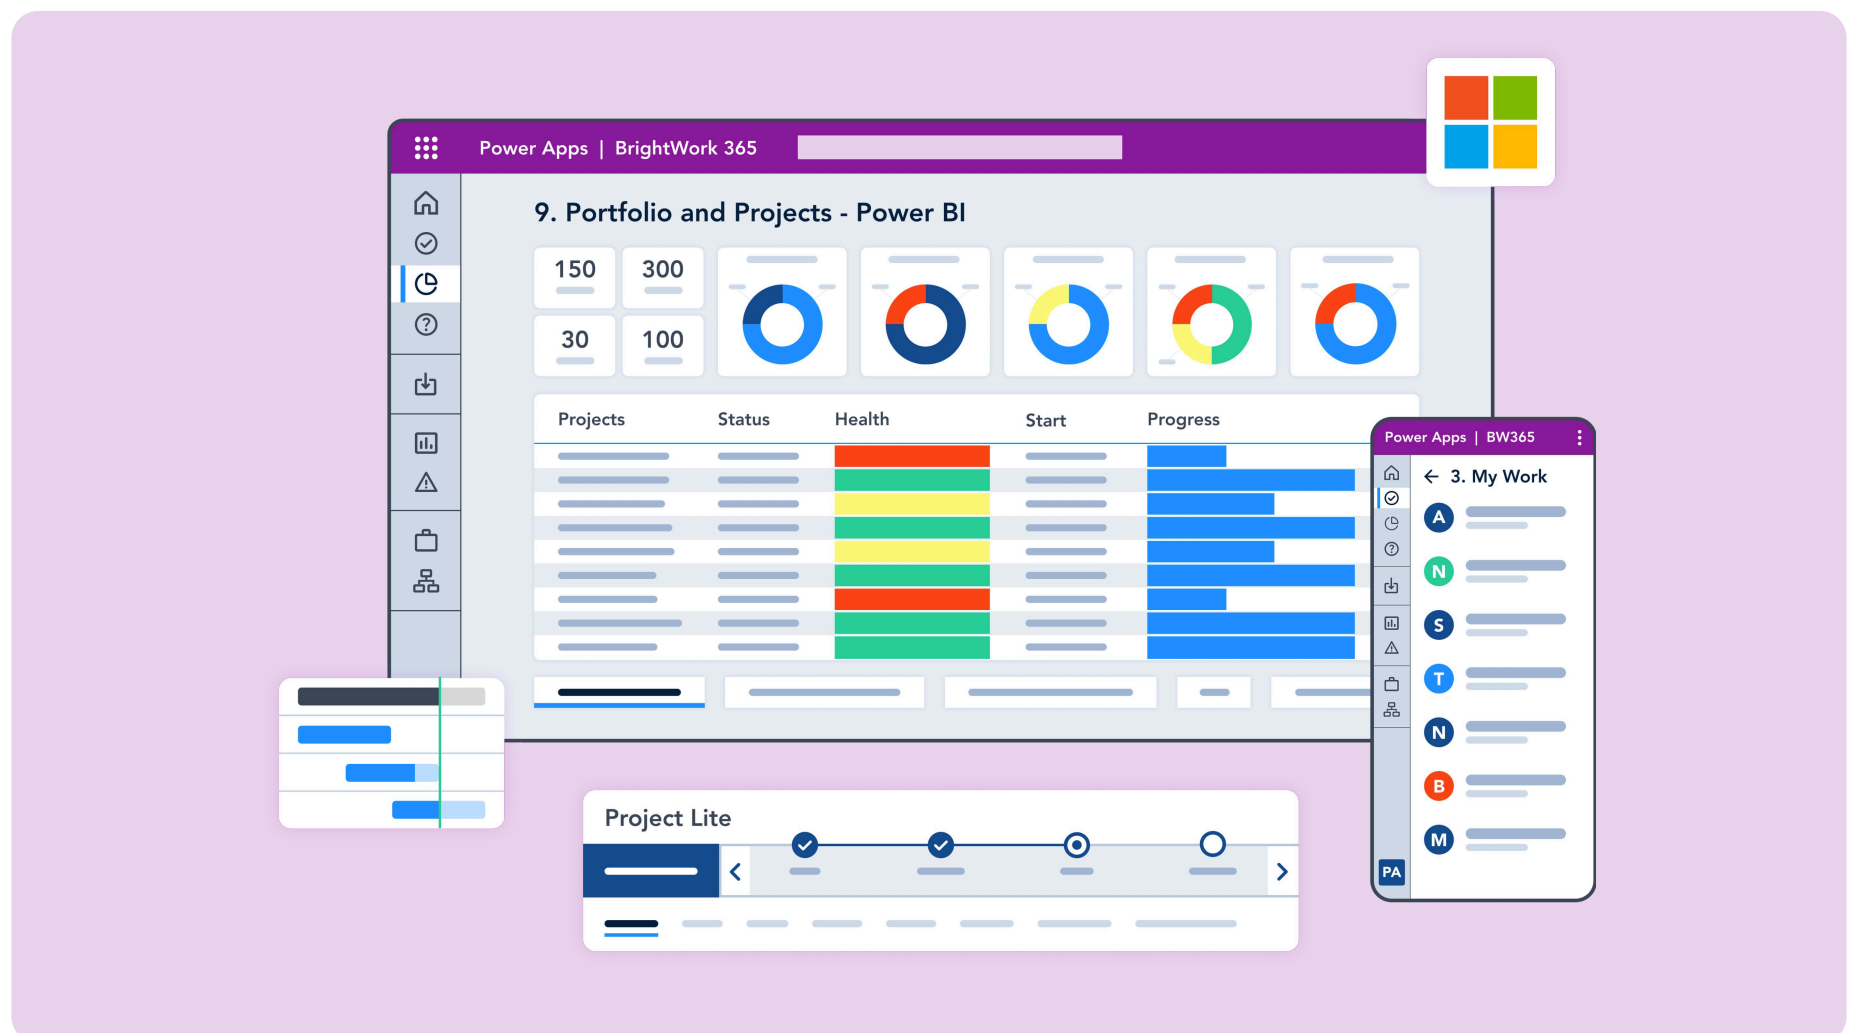 Power Apps | BrightWork 365
9. Portfolio and Projects - Power BI
150
300
30
100
Projects
Status
Health
Start
Progress
Power Apps | BW365
3. My Work
A
N
S
T
N
B
M
PA
Project Lite